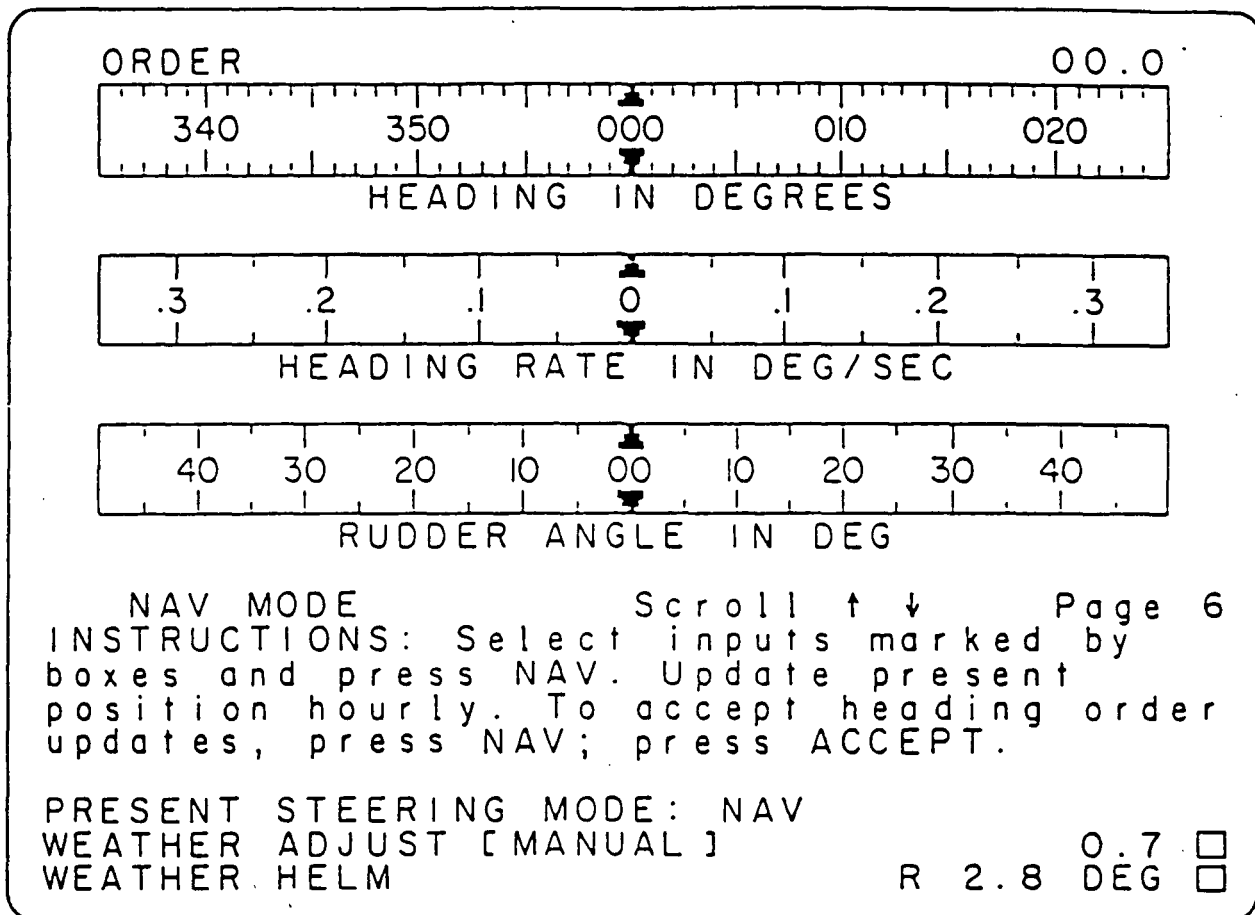 ORDER 00.0
340 350 000 010 020
HEADING IN DEGREES
.3 .2 .1 0 .1 .2 .3
HEADING RATE IN DEG/SEC
40 30 20 10 00 10 20 30 40
RUDDER ANGLE IN DEG
NAV MODE Scroll ↑ ↓ Page 6
INSTRUCTIONS: Select inputs marked by
boxes and press NAV. Update present
position hourly. To accept heading order
updates, press NAV; press ACCEPT.
PRESENT STEERING MODE: NAV
WEATHER ADJUST [MANUAL] 0.7 □
WEATHER HELM R 2.8 DEG □